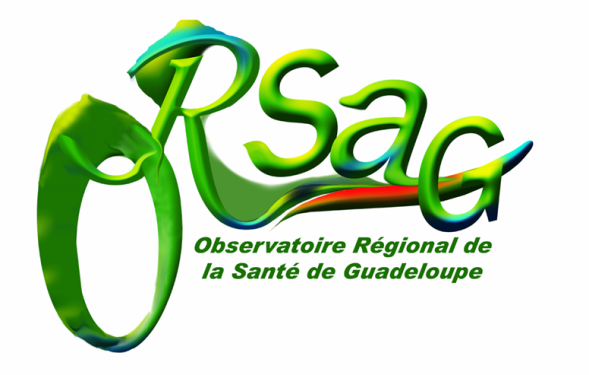 ORSaG
Observatoire Régional de
la Santé de Guadeloupe